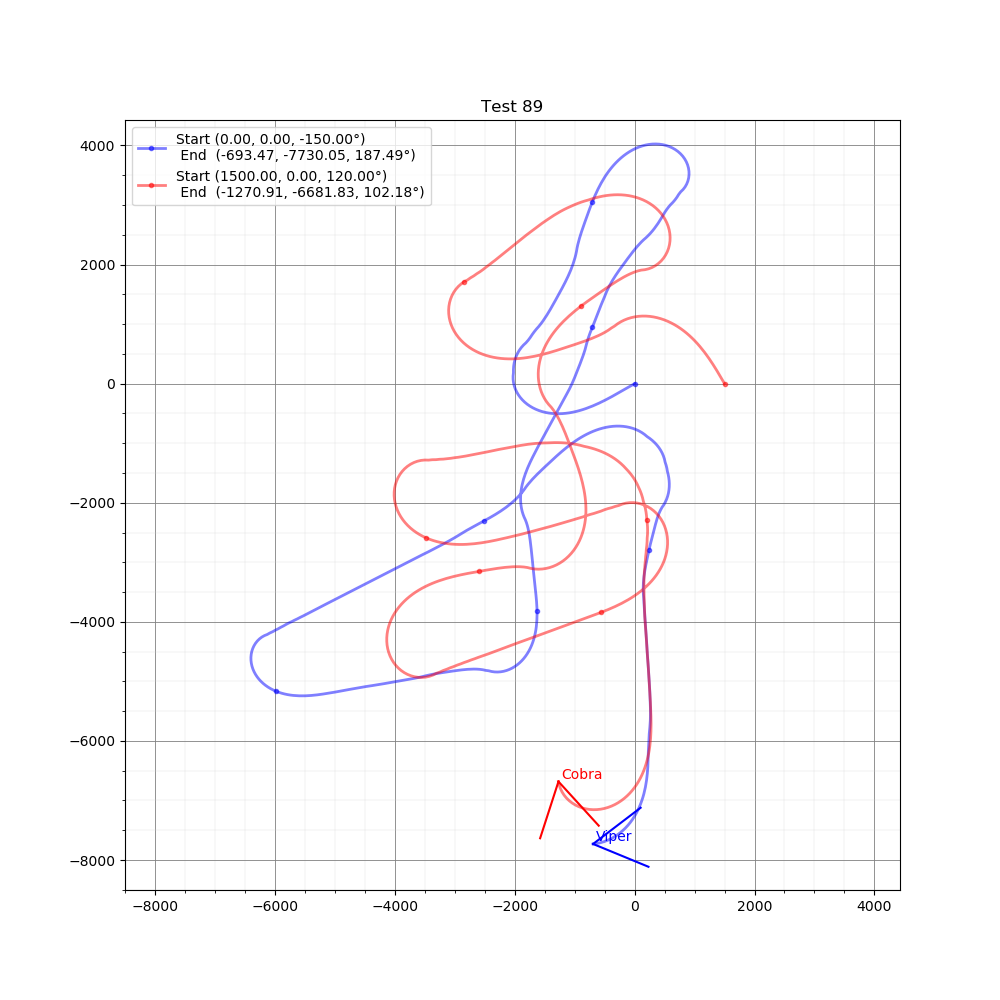 Test 89
Start (0.00, 0.00, -150.00°)
End (-693.47, -7730.05, 187.49°)
Start (1500.00, 0.00, 120.00°)
End (-1270.91, -6681.83, 102.18°)
4000
2000
0
−2000
−4000
−6000
−8000
Cobra
Viper
−8000 −6000 −4000 −2000 0 2000 4000